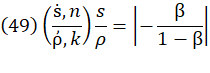 (49) (ṡ,n / ρ́,k) s/ρ = |− β / (1 − β)|